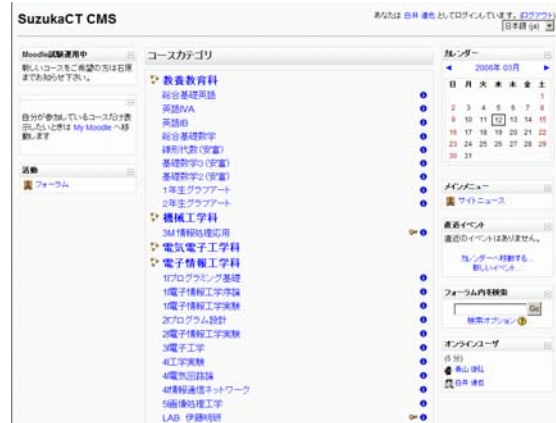 SuzukaCT CMS
あなたは 白井 達也 としてログインしています。(ログアウト)
日本語 (ja)
Moodle試験運用中
新しいコースをご希望の方は石原までお知らせ下さい。
自分が参加しているコースだけ表示したいときは My Moodle へ移動します
活動
フォーラム
コースカテゴリ
教養教育科
総合基礎英語
英語IVA
英語IB
総合基礎数学
線形代数(安富)
基礎数学3(安富)
基礎数学2(安富)
1年生グラフアート
2年生グラフアート
機械工学科
3M 情報処理応用
電気電子工学科
電子情報工学科
1Iプログラミング基礎
1I電子情報工学序論
1I電子情報工学実験
2Iプログラム設計
2I電子情報工学実験
3I電子工学
4I工学実験
4I電気回路論
4I情報通信ネットワーク
5I画像処理工学
LAB 伊藤明研
カレンダー
2008年 03月
日 月 火 水 木 金 土
1
2 3 4 5 6 7 8
9 10 11 12 13 14 15
16 17 18 19 20 21 22
23 24 25 26 27 28 29
30 31
メインメニュー
サイトニュース
直近イベント
直近のイベントはありません。
カレンダーへ移動する...
新しいイベント...
フォーラム内を検索
Go
検索オプション
オンラインユーザ
(5 分)
白井 達也